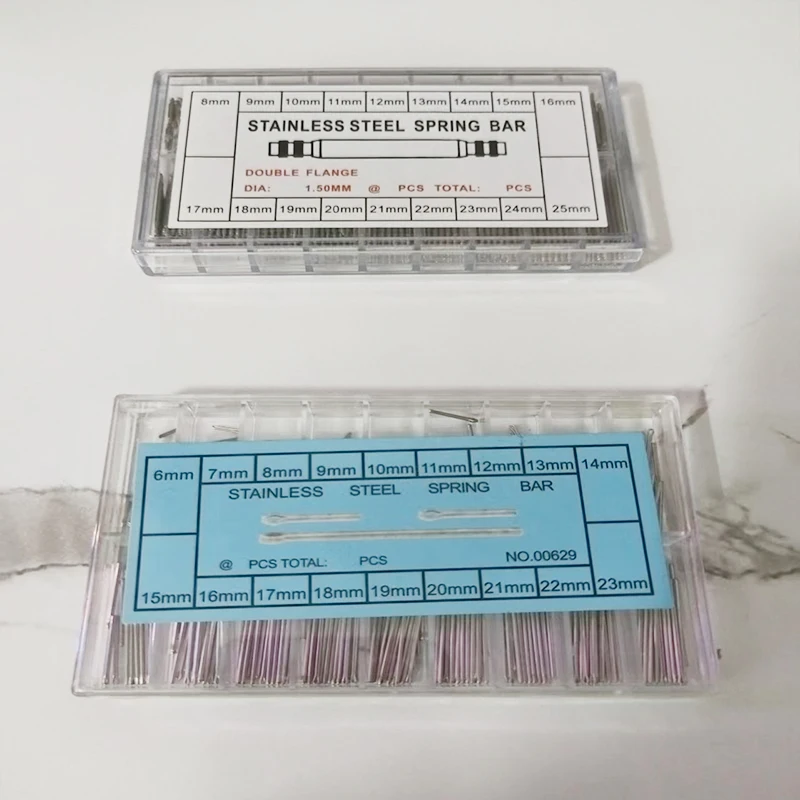 8mm 9mm 10mm 11mm 12mm 13mm 14mm 15mm 16mm
STAINLESS STEEL SPRING BAR
DOUBLE FLANGE
DIA: 1.50MM @ PCS TOTAL: PCS
17mm 18mm 19mm 20mm 21mm 22mm 23mm 24mm 25mm
6mm 7mm 8mm 9mm 10mm 11mm 12mm 13mm 14mm
STAINLESS STEEL SPRING BAR
@ PCS TOTAL: PCS NO.00629
15mm 16mm 17mm 18mm 19mm 20mm 21mm 22mm 23mm